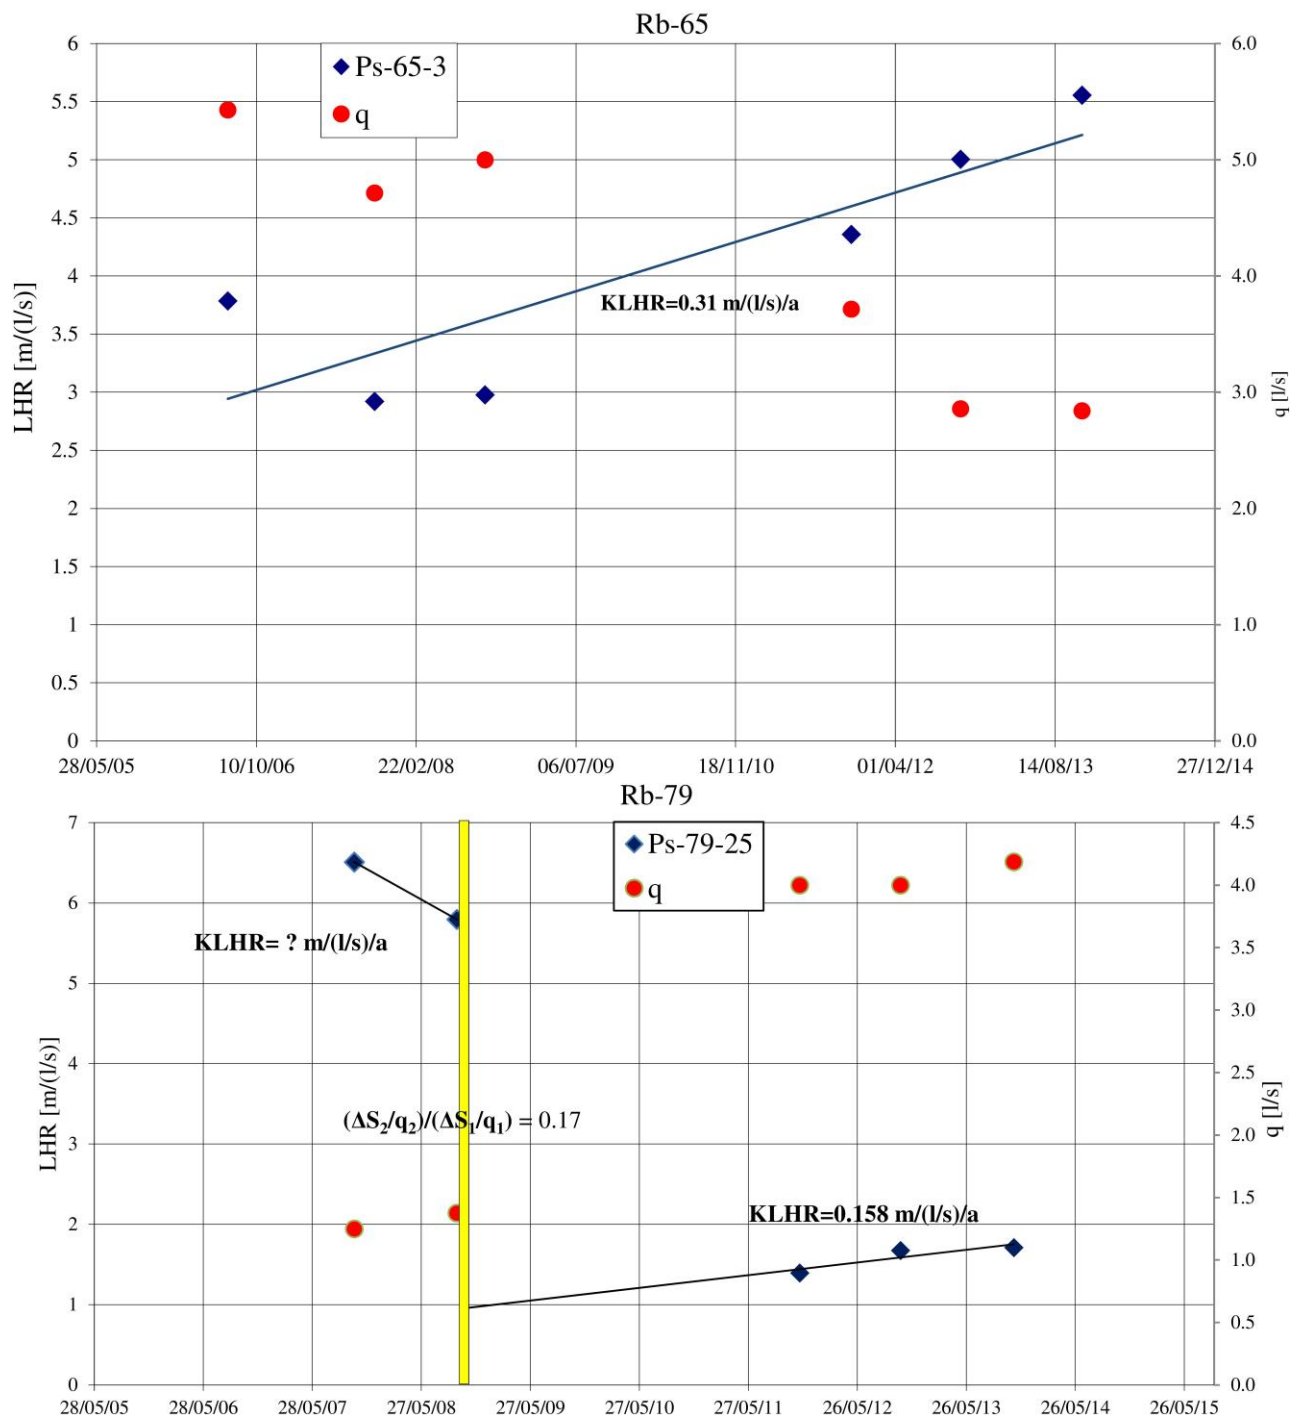 Rb-65
Ps-65-3
q
6
5.5
5
4.5
4
3.5
3
2.5
2
1.5
1
0.5
0
LHR [m/(l/s)]
KLHR=0.31 m/(l/s)/a
6.0
5.0
4.0
3.0
2.0
1.0
0.0
q [l/s]
28/05/05 10/10/06 22/02/08 06/07/09 18/11/10 01/04/12 14/08/13 27/12/14
Rb-79
Ps-79-25
q
7
6
5
4
3
2
1
0
LHR [m/(l/s)]
KLHR= ? m/(l/s)/a
(ΔS₂/q₂)/(ΔS₁/q₁) = 0.17
KLHR=0.158 m/(l/s)/a
4.5
4.0
3.5
3.0
2.5
2.0
1.5
1.0
0.5
0.0
q [l/s]
28/05/05 28/05/06 28/05/07 27/05/08 27/05/09 27/05/10 27/05/11 26/05/12 26/05/13 26/05/14 26/05/15